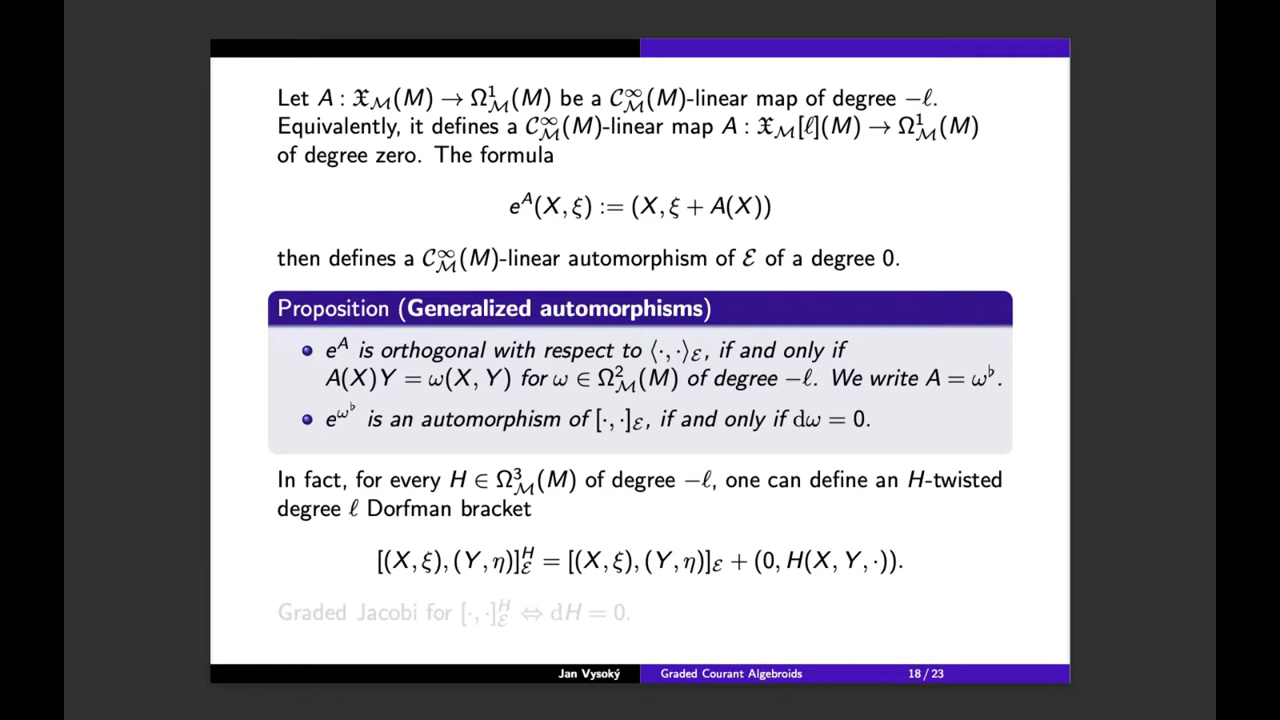 Let A : 𝔛_ℳ(M) → Ω¹_ℳ(M) be a 𝒞^∞_ℳ(M)-linear map of degree −ℓ.
Equivalently, it defines a 𝒞^∞_ℳ(M)-linear map A : 𝔛_ℳ[ℓ](M) → Ω¹_ℳ(M)
of degree zero. The formula
e^A(X, ξ) := (X, ξ + A(X))
then defines a 𝒞^∞_ℳ(M)-linear automorphism of ℰ of a degree 0.
Proposition (Generalized automorphisms)
• e^A is orthogonal with respect to ⟨·, ·⟩_ℰ, if and only if
A(X)Y = ω(X, Y) for ω ∈ Ω²_ℳ(M) of degree −ℓ. We write A = ω^♭.
• e^{ω^♭} is an automorphism of [·, ·]_ℰ, if and only if dω = 0.
In fact, for every H ∈ Ω³_ℳ(M) of degree −ℓ, one can define an H-twisted
degree ℓ Dorfman bracket
[(X, ξ), (Y, η)]^H_ℰ = [(X, ξ), (Y, η)]_ℰ + (0, H(X, Y, ·)).
Graded Jacobi for [·, ·]^H_ℰ ⇔ dH = 0.
Jan Vysoký Graded Courant Algebroids 18 / 23